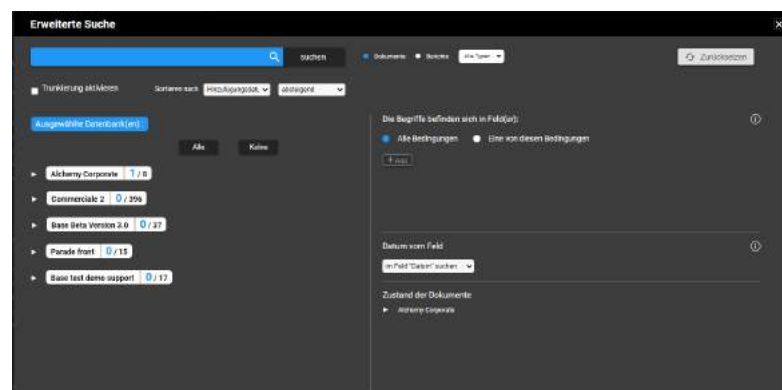 Erweiterte Suche
suchen
Dokumente Berichte Alle Typen
Zurücksetzen
Trunkierung aktivieren Sortieren nach Hinzufügungsdat. absteigend
Ausgewählte Datenbank(en) :
Alle Keine
Alchemy Corporate 1 / 8
Commerciale 2 0 / 396
Base Beta Version 3.0 0 / 37
Parade front 0 / 15
Base test demo support 0 / 17
Die Begriffe befinden sich in Feld(er):
Alle Bedingungen Eine von diesen Bedingungen
Datum vom Feld
im Feld "Datum" suchen
Zustand der Dokumente
Alchemy Corporate